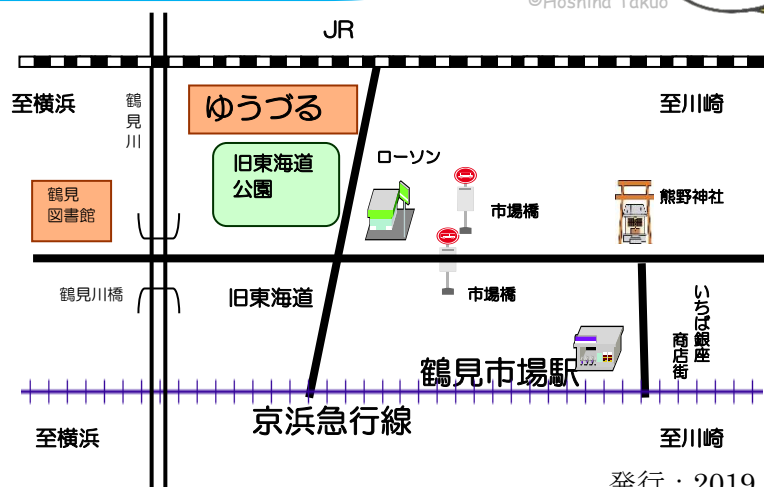 ©Hoshina Takuo
JR
至横浜
鶴見川
ゆうづる
至川崎
旧東海道
公園
ローソン
鶴見
図書館
市場橋
熊野神社
鶴見川橋
旧東海道
市場橋
いちば銀座
商店街
鶴見市場駅
京浜急行線
至横浜
至川崎
発行：2019